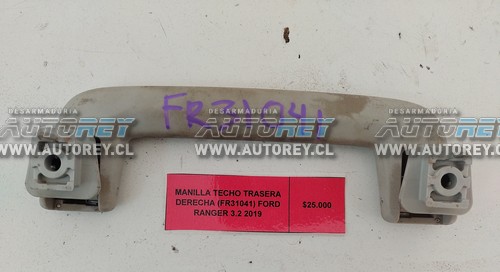 FR31041
DESARMADURIA DESARMADURIA DESARMADURIA
AUTOREY AUTOREY AUTOREY
WWW.AUTOREY.CL WWW.AUTOREY.CL WWW.AUTOREY.CL
MANILLA TECHO TRASERA
DERECHA (FR31041) FORD
RANGER 3.2 2019
$25.000